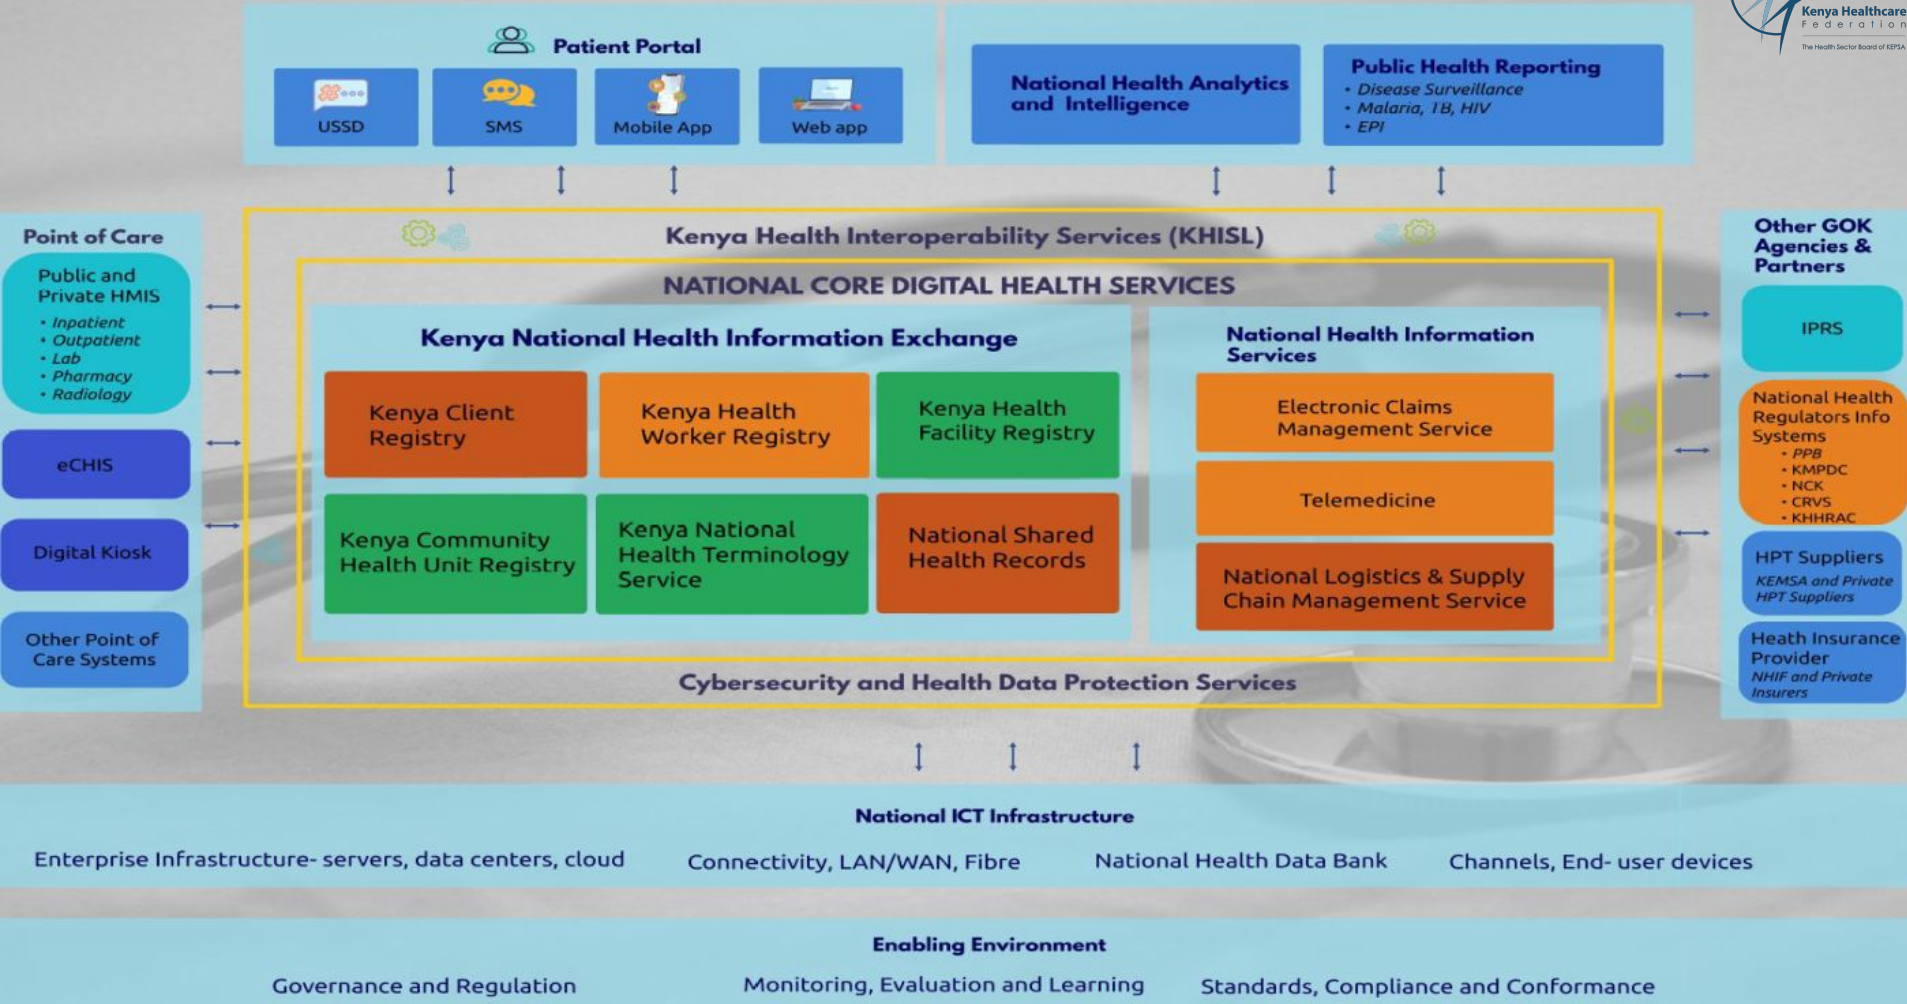 Kenya Healthcare
Federation
The Health Sector Board of KEPSA
Patient Portal
USSD
SMS
Mobile App
Web app
National Health Analytics
and Intelligence
Public Health Reporting
• Disease Surveillance
• Malaria, TB, HIV
• EPI
Point of Care
Public and
Private HMIS
• Inpatient
• Outpatient
• Lab
• Pharmacy
• Radiology
eCHIS
Digital Kiosk
Other Point of
Care Systems
Kenya Health Interoperability Services (KHISL)
NATIONAL CORE DIGITAL HEALTH SERVICES
Kenya National Health Information Exchange
Kenya Client
Registry
Kenya Health
Worker Registry
Kenya Health
Facility Registry
Kenya Community
Health Unit Registry
Kenya National
Health Terminology
Service
National Shared
Health Records
National Health Information
Services
Electronic Claims
Management Service
Telemedicine
National Logistics & Supply
Chain Management Service
Cybersecurity and Health Data Protection Services
Other GOK
Agencies &
Partners
IPRS
National Health
Regulators Info
Systems
• PPB
• KMPDC
• NCK
• CRVS
• KHHRAC
HPT Suppliers
KEMSA and Private
HPT Suppliers
Heath Insurance
Provider
NHIF and Private
Insurers
National ICT Infrastructure
Enterprise Infrastructure- servers, data centers, cloud
Connectivity, LAN/WAN, Fibre
National Health Data Bank
Channels, End- user devices
Enabling Environment
Governance and Regulation
Monitoring, Evaluation and Learning
Standards, Compliance and Conformance